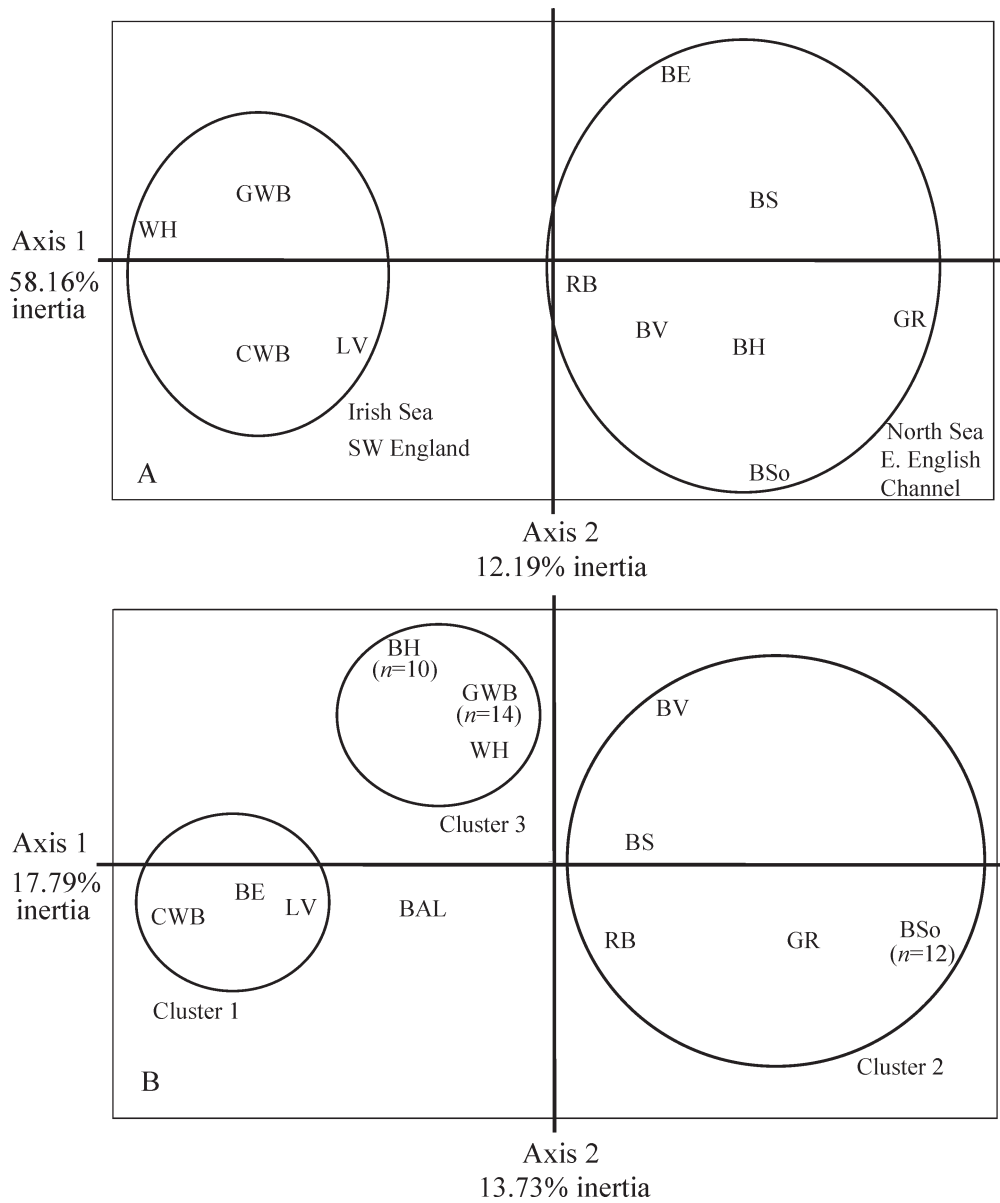 BE
GWB
BS
WH
Axis 1
58.16%
inertia
RB
GR
BV
BH
CWB
LV
Irish Sea
SW England
North Sea
E. English
Channel
BSo
A
Axis 2
12.19% inertia
BH
(n=10)
GWB
(n=14)
WH
BV
Cluster 3
Axis 1
17.79%
inertia
BS
BE
CWB
LV
BAL
RB
GR
BSo
(n=12)
Cluster 1
Cluster 2
B
Axis 2
13.73% inertia